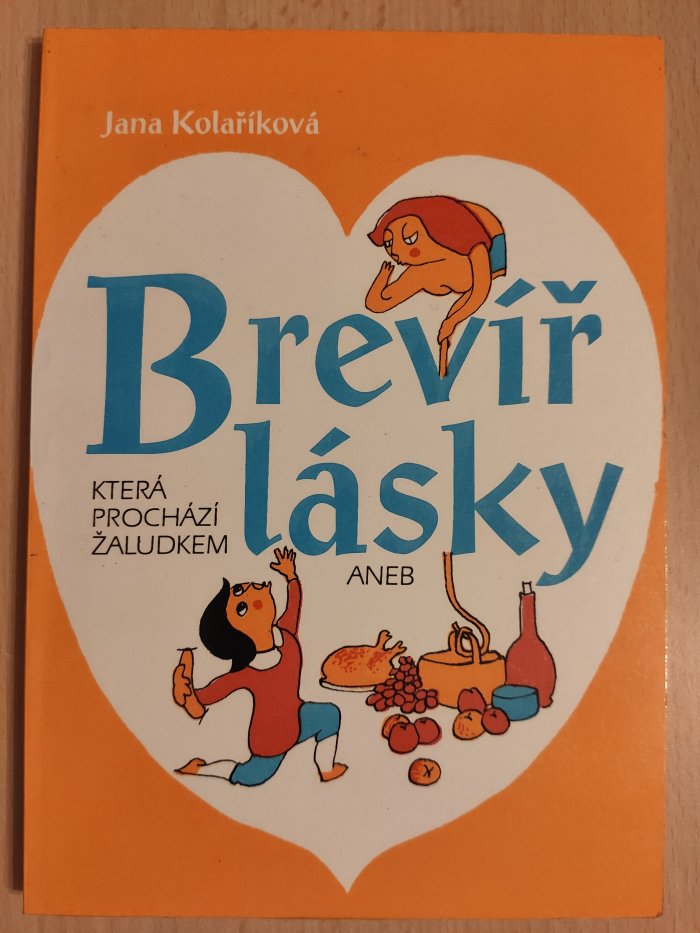 Jana Kolaříková
Brevíř
lásky
KTERÁ
PROCHÁZÍ
ŽALUDKEM
ANEB